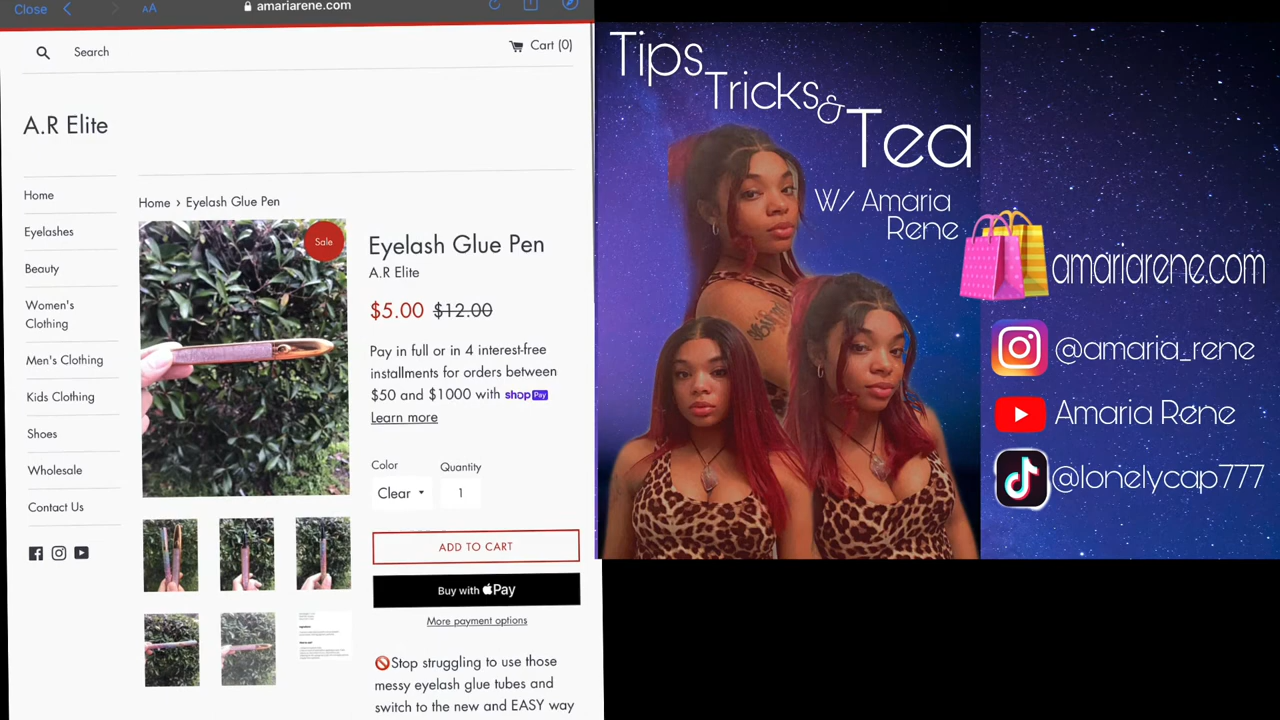 Close
AA
amariarene.com
Search
Cart (0)
A.R Elite
Home
Eyelashes
Beauty
Women's
Clothing
Men's Clothing
Kids Clothing
Shoes
Wholesale
Contact Us
Home › Eyelash Glue Pen
Sale
Eyelash Glue Pen
A.R Elite
$5.00 $12.00
Pay in full or in 4 interest-free
installments for orders between
$50 and $1000 with shop Pay
Learn more
Color
Quantity
Clear
1
ADD TO CART
Buy with Pay
More payment options
🚫Stop struggling to use those
messy eyelash glue tubes and
switch to the new and EASY way
Tips
Tricks &
Tea
W/ Amaria
Rene
amariarene.com
@amaria_rene
Amaria Rene
@lonelycap777